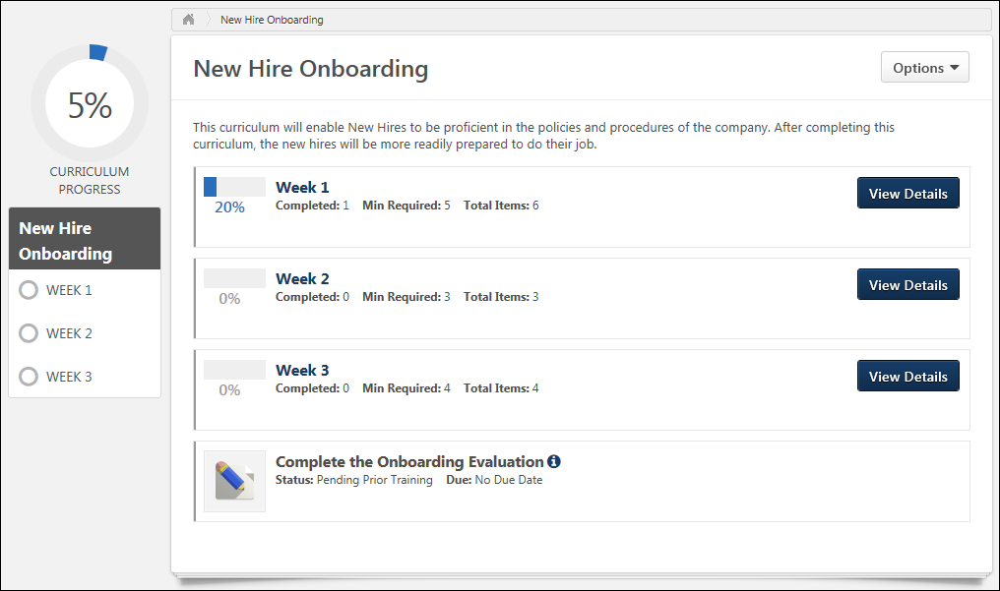 New Hire Onboarding
5%
CURRICULUM
PROGRESS
New Hire
Onboarding
WEEK 1
WEEK 2
WEEK 3
New Hire Onboarding
Options
This curriculum will enable New Hires to be proficient in the policies and procedures of the company. After completing this
curriculum, the new hires will be more readily prepared to do their job.
20%
Week 1
Completed: 1 Min Required: 5 Total Items: 6
View Details
0%
Week 2
Completed: 0 Min Required: 3 Total Items: 3
View Details
0%
Week 3
Completed: 0 Min Required: 4 Total Items: 4
View Details
Complete the Onboarding Evaluation
Status: Pending Prior Training Due: No Due Date